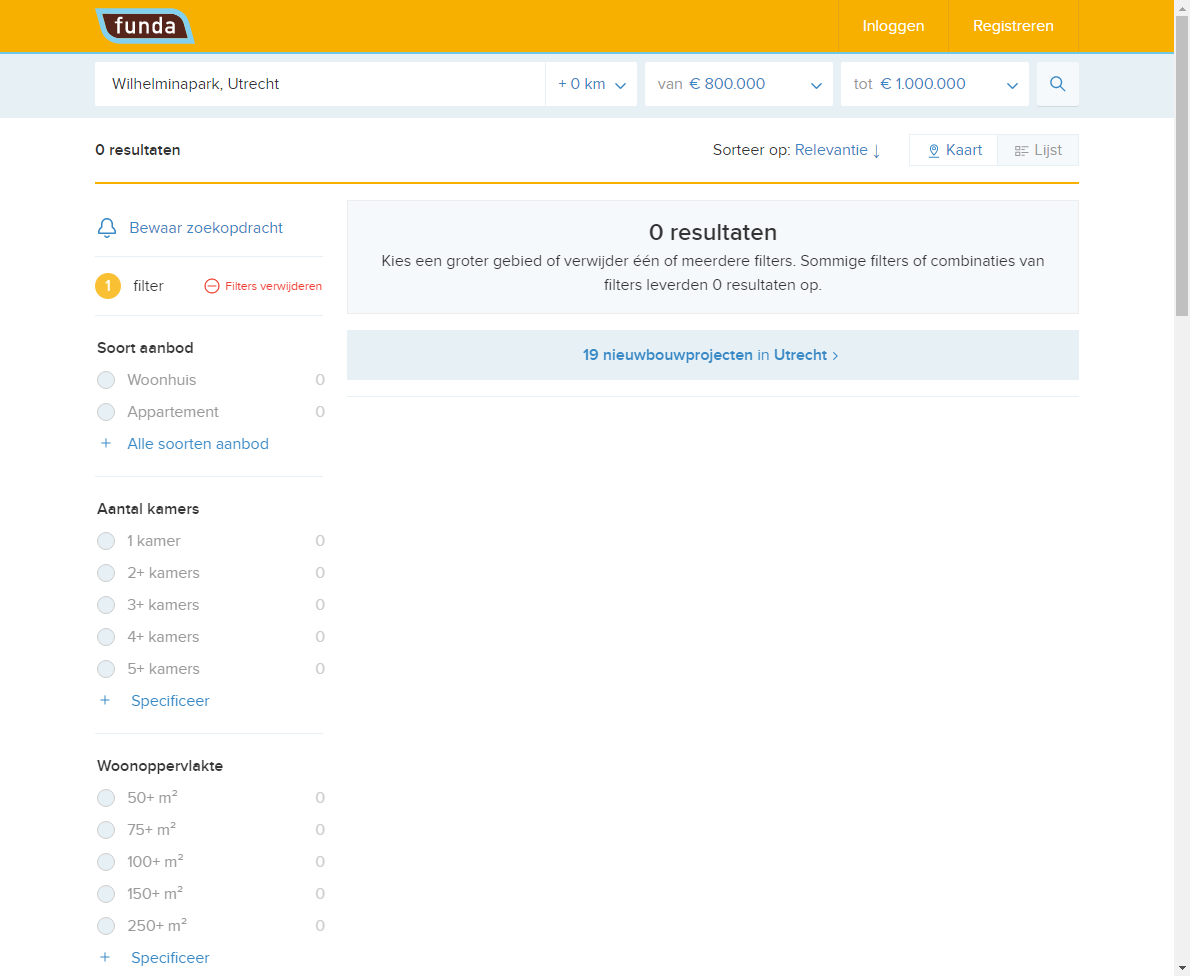 funda
Inloggen
Registreren
Wilhelminapark, Utrecht
+ 0 km
van € 800.000
tot € 1.000.000
0 resultaten
Sorteer op: Relevantie ↓
Kaart
Lijst
Bewaar zoekopdracht
1 filter
Filters verwijderen
0 resultaten
Kies een groter gebied of verwijder één of meerdere filters. Sommige filters of combinaties van
filters leverden 0 resultaten op.
19 nieuwbouwprojecten in Utrecht ›
Soort aanbod
Woonhuis 0
Appartement 0
+ Alle soorten aanbod
Aantal kamers
1 kamer 0
2+ kamers 0
3+ kamers 0
4+ kamers 0
5+ kamers 0
+ Specificeer
Woonoppervlakte
50+ m² 0
75+ m² 0
100+ m² 0
150+ m² 0
250+ m² 0
+ Specificeer